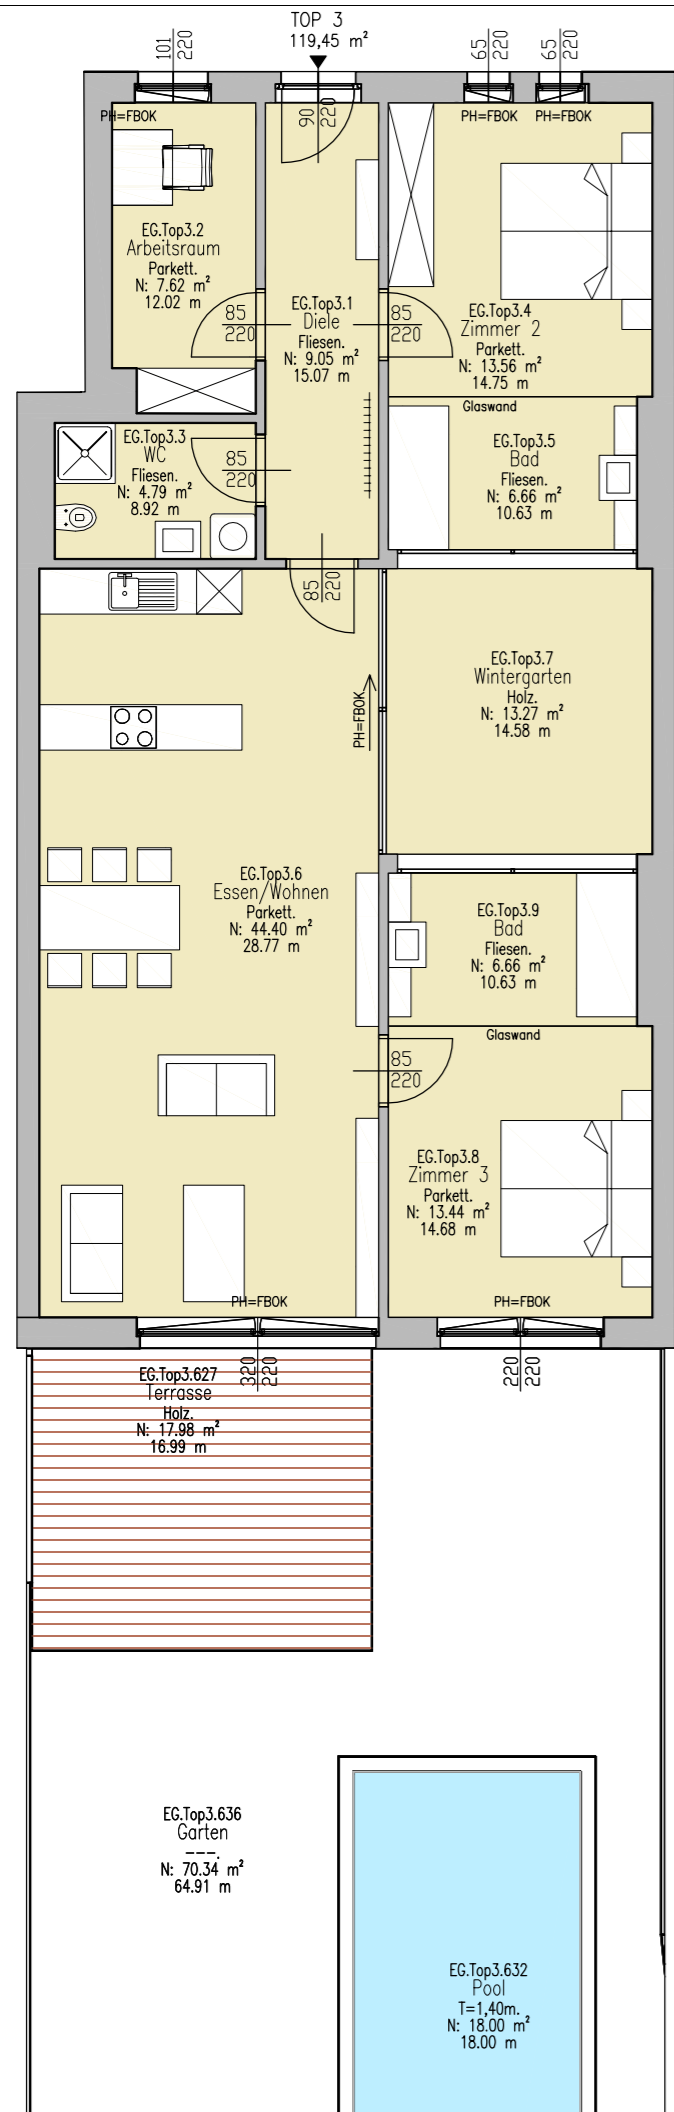 TOP 3
119,45 m²
101
220
90
220
65
220
65
220
PH=FBOK
PH=FBOK
PH=FBOK
EG.Top3.2
Arbeitsraum
Parkett.
N: 7.62 m²
12.02 m
EG.Top3.1
Diele
Fliesen.
N: 9.05 m²
15.07 m
EG.Top3.4
Zimmer 2
Parkett.
N: 13.56 m²
14.75 m
85
220
85
220
Glaswand
EG.Top3.3
WC
Fliesen.
N: 4.79 m²
8.92 m
85
220
EG.Top3.5
Bad
Fliesen.
N: 6.66 m²
10.63 m
85
220
EG.Top3.7
Wintergarten
Holz.
N: 13.27 m²
14.58 m
PH=FBOK
EG.Top3.6
Essen/Wohnen
Parkett.
N: 44.40 m²
28.77 m
EG.Top3.9
Bad
Fliesen.
N: 6.66 m²
10.63 m
Glaswand
85
220
EG.Top3.8
Zimmer 3
Parkett.
N: 13.44 m²
14.68 m
PH=FBOK
PH=FBOK
320
220
220
220
EG.Top3.627
Terrasse
Holz.
N: 17.98 m²
16.99 m
EG.Top3.636
Garten
---.
N: 70.34 m²
64.91 m
EG.Top3.632
Pool
T=1,40m.
N: 18.00 m²
18.00 m